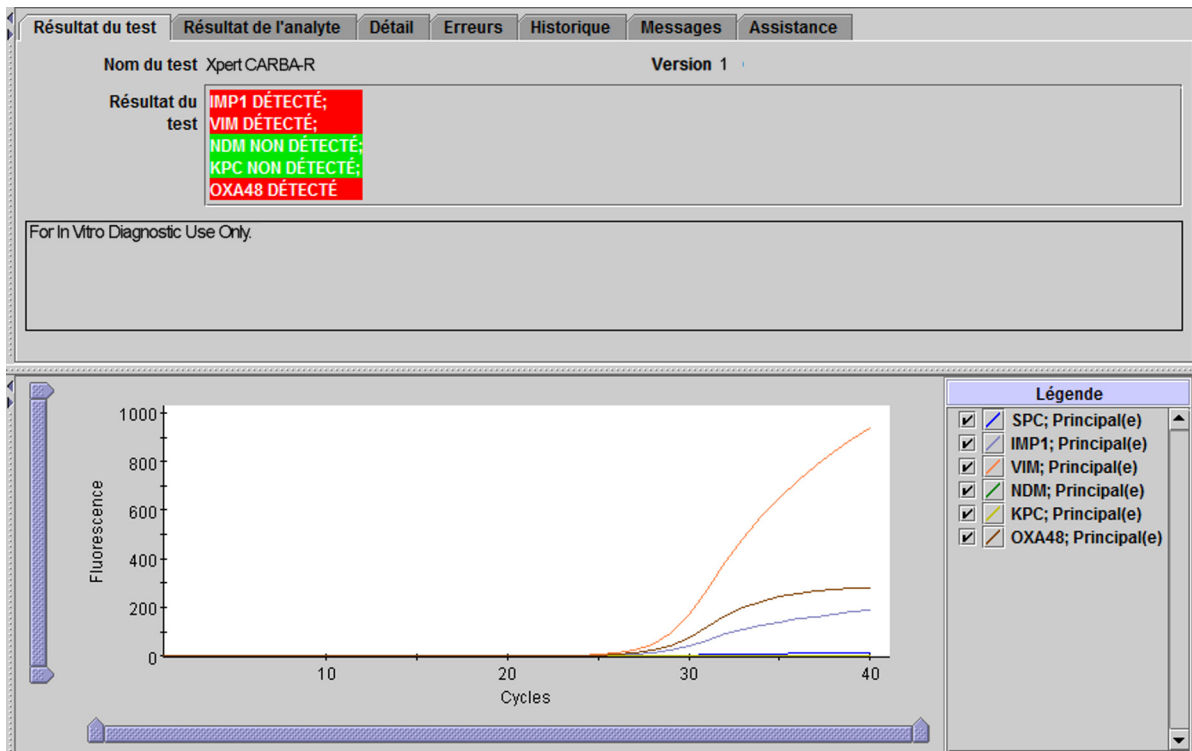 Résultat du test Résultat de l'analyte Détail Erreurs Historique Messages Assistance
Nom du test Xpert CARBA-R Version 1
Résultat du test
IMP1 DÉTECTÉ;
VIM DÉTECTÉ;
NDM NON DÉTECTÉ;
KPC NON DÉTECTÉ;
OXA48 DÉTECTÉ
For In Vitro Diagnostic Use Only.
1000
800
600
400
200
0
Fluorescence
10 20 30 40
Cycles
Légende
SPC; Principal(e)
IMP1; Principal(e)
VIM; Principal(e)
NDM; Principal(e)
KPC; Principal(e)
OXA48; Principal(e)